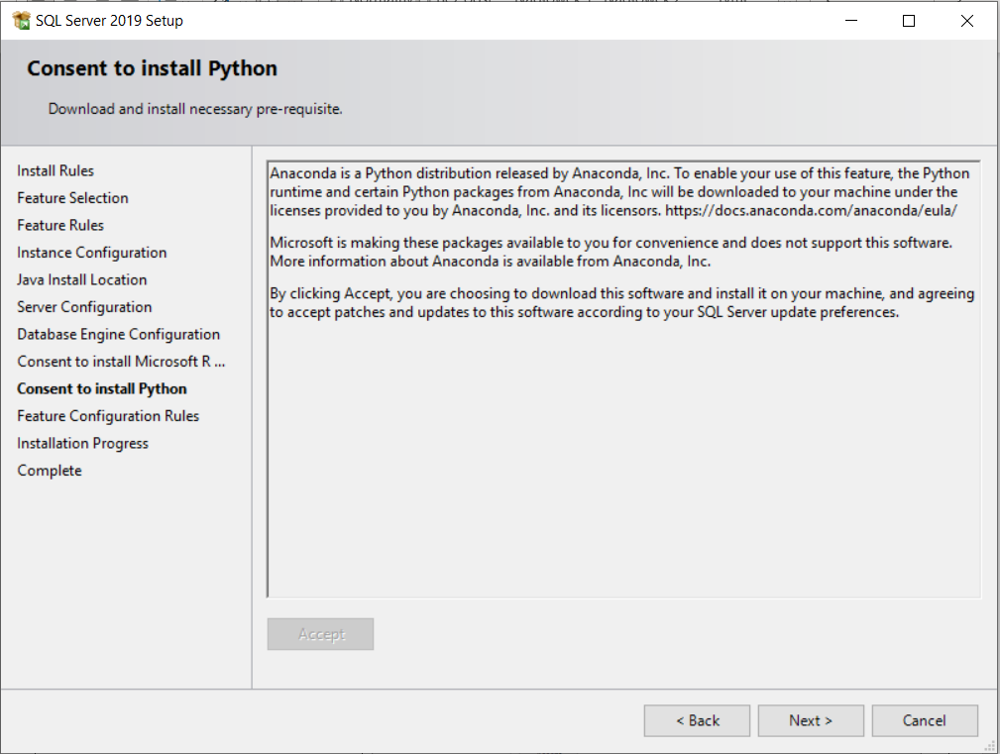 SQL Server 2019 Setup
Consent to install Python
Download and install necessary pre-requisite.
Install Rules
Feature Selection
Feature Rules
Instance Configuration
Java Install Location
Server Configuration
Database Engine Configuration
Consent to install Microsoft R ...
Consent to install Python
Feature Configuration Rules
Installation Progress
Complete
Anaconda is a Python distribution released by Anaconda, Inc. To enable your use of this feature, the Python
runtime and certain Python packages from Anaconda, Inc will be downloaded to your machine under the
licenses provided to you by Anaconda, Inc. and its licensors. https://docs.anaconda.com/anaconda/eula/
Microsoft is making these packages available to you for convenience and does not support this software.
More information about Anaconda is available from Anaconda, Inc.
By clicking Accept, you are choosing to download this software and install it on your machine, and agreeing
to accept patches and updates to this software according to your SQL Server update preferences.
Accept
< Back
Next >
Cancel